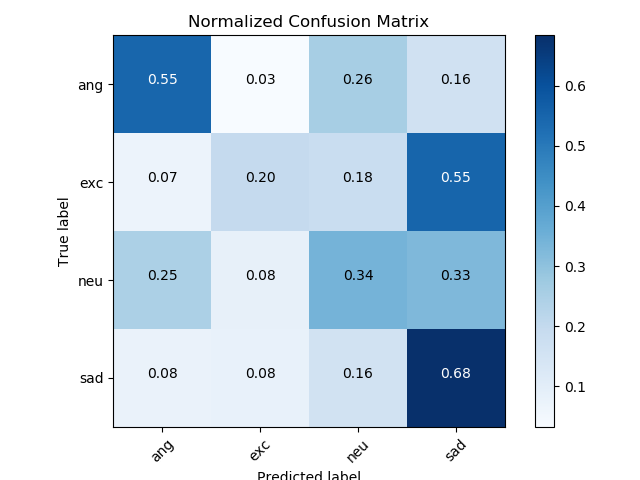 Normalized Confusion Matrix
ang 0.55 0.03 0.26 0.16
exc 0.07 0.20 0.18 0.55
neu 0.25 0.08 0.34 0.33
sad 0.08 0.08 0.16 0.68
True label
ang exc neu sad
Predicted label
0.6
0.5
0.4
0.3
0.2
0.1